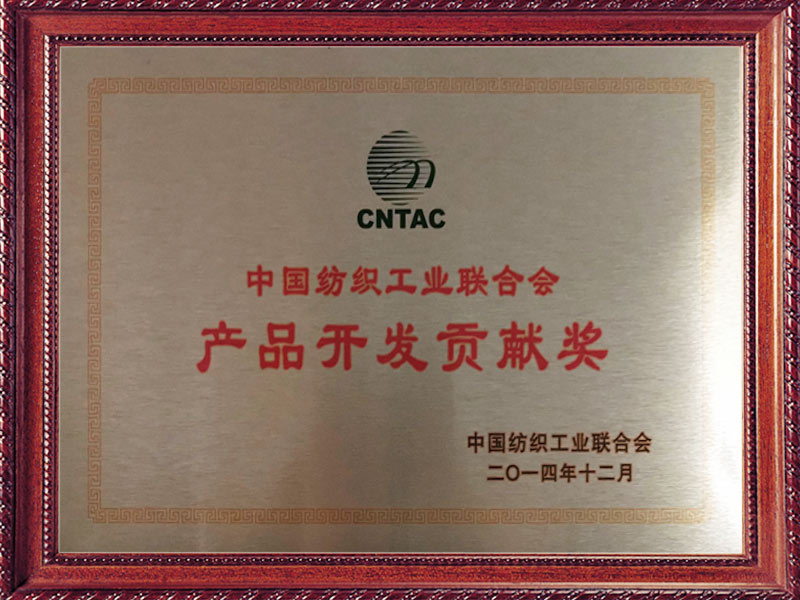 CNTAC
中国纺织工业联合会
产品开发贡献奖
中国纺织工业联合会
二〇一四年十二月